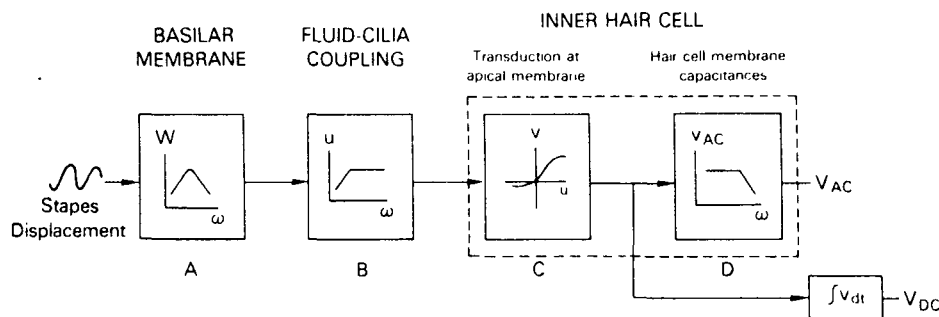 INNER HAIR CELL
BASILAR
MEMBRANE
FLUID-CILIA
COUPLING
Transduction at
apical membrane
Hair cell membrane
capacitances
W
ω
u
ω
V
u
VAC
ω
Stapes
Displacement
VAC
A
B
C
D
∫vdt
VDC